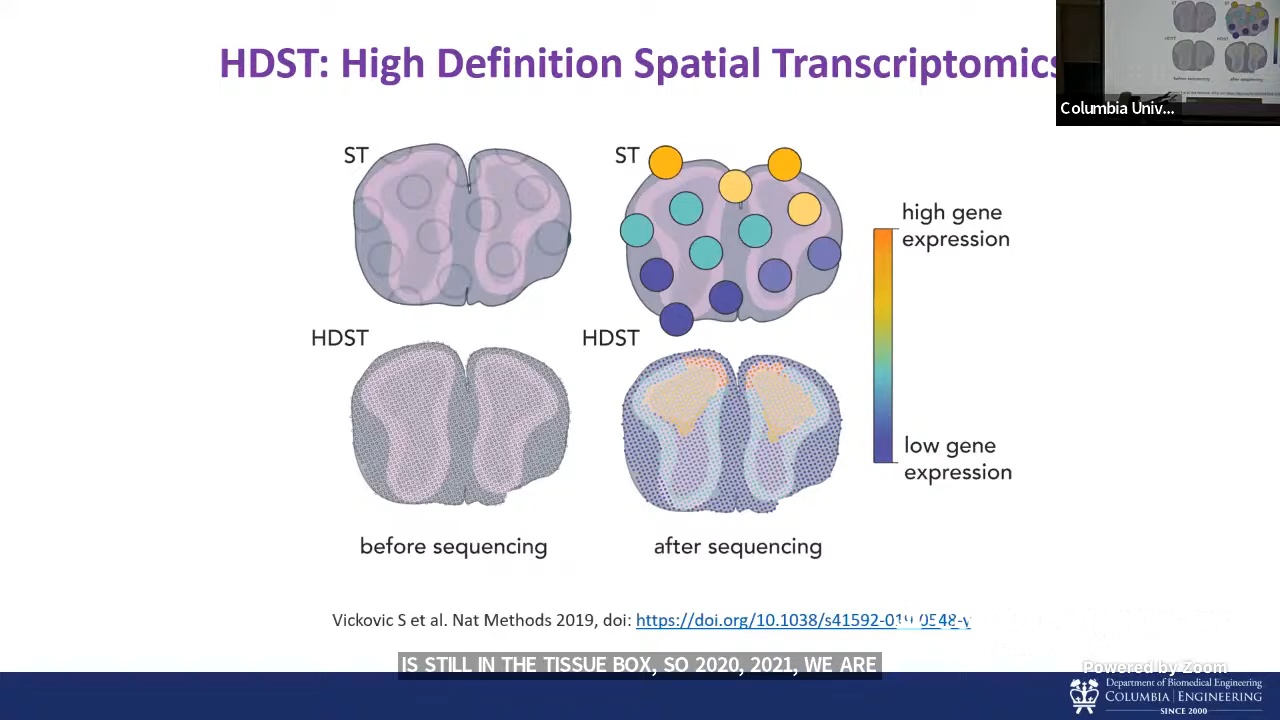 HDST: High Definition Spatial Transcriptomics
Columbia Univ...
ST
ST
high gene
expression
HDST
HDST
low gene
expression
before sequencing
after sequencing
Vickovic S et al. Nat Methods 2019, doi: https://doi.org/10.1038/s41592-019-0548-y
IS STILL IN THE TISSUE BOX, SO 2020, 2021, WE ARE
Powered by Zoom
Department of Biomedical Engineering
COLUMBIA | ENGINEERING
SINCE 2000